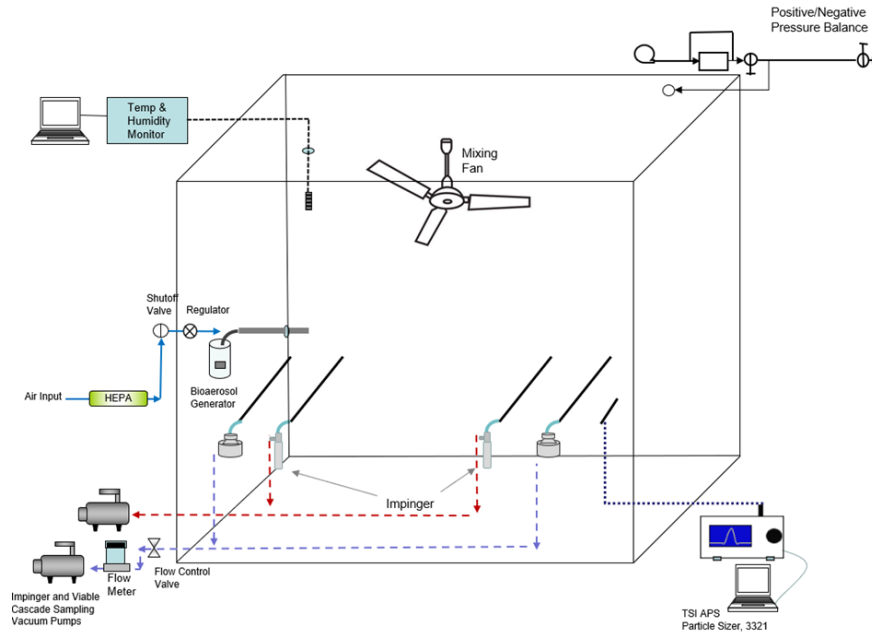 Positive/Negative
Pressure Balance
Temp &
Humidity
Monitor
Mixing
Fan
Shutoff
Valve
Regulator
Air Input
HEPA
Bioaerosol
Generator
Impinger
Flow Control
Valve
Flow
Meter
Impinger and Viable
Cascade Sampling
Vacuum Pumps
TSI APS
Particle Sizer, 3321